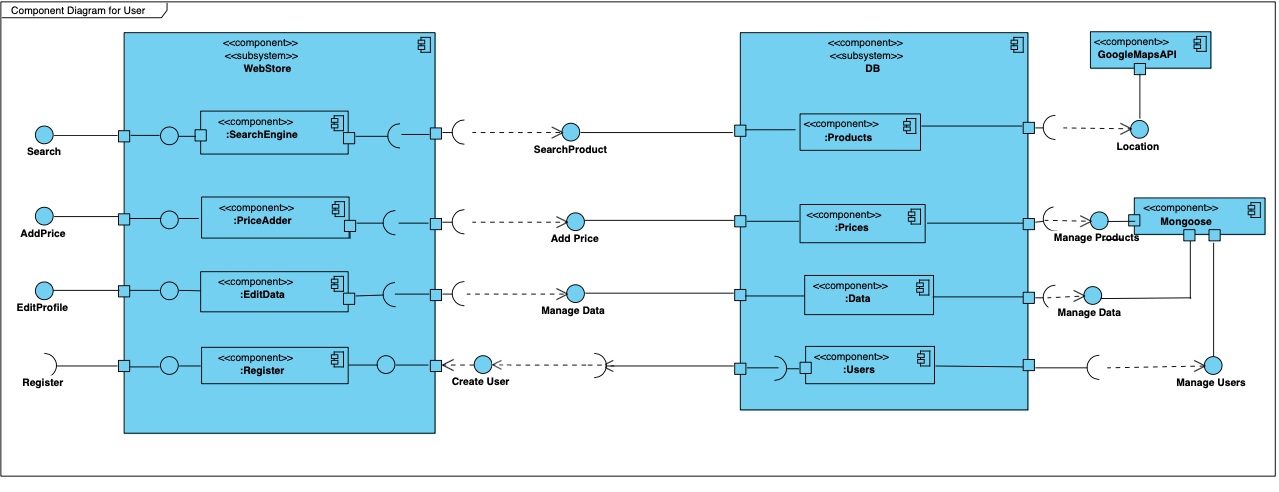 Component Diagram for User
<<component>>
<<subsystem>>
WebStore
<<component>>
<<subsystem>>
DB
<<component>>
GoogleMapsAPI
<<component>>
:SearchEngine
<<component>>
:Products
Search
SearchProduct
Location
<<component>>
:PriceAdder
<<component>>
:Prices
<<component>>
Mongoose
AddPrice
Add Price
Manage Products
<<component>>
:EditData
<<component>>
:Data
EditProfile
Manage Data
Manage Data
<<component>>
:Register
<<component>>
:Users
Register
Create User
Manage Users